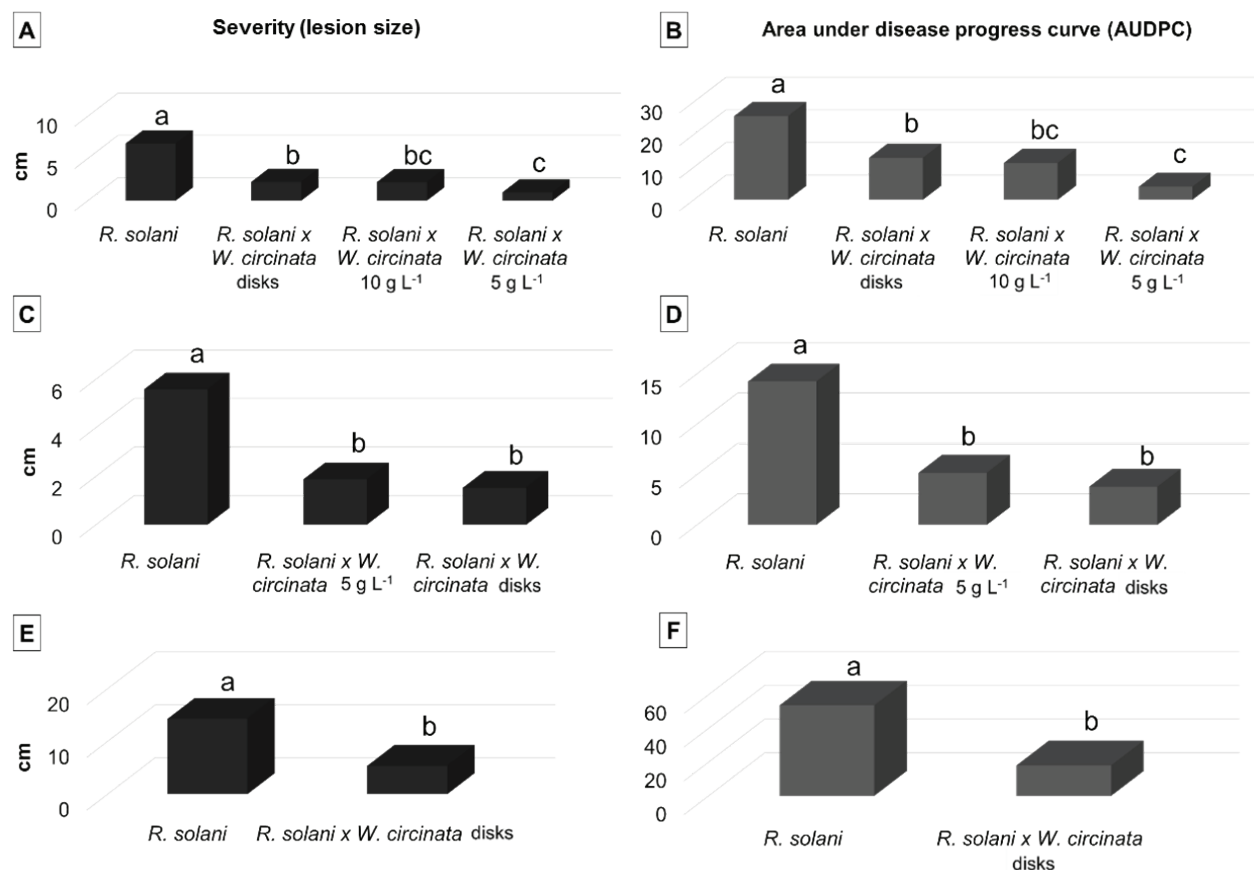 A
Severity (lesion size)
10
5
0
cm
a
b
bc
c
R. solani
R. solani x
W. circinata
disks
R. solani x
W. circinata
10 g L⁻¹
R. solani x
W. circinata
5 g L⁻¹
B
Area under disease progress curve (AUDPC)
30
20
10
0
a
b
bc
c
R. solani
R. solani x
W. circinata
disks
R. solani x
W. circinata
10 g L⁻¹
R. solani x
W. circinata
5 g L⁻¹
C
6
4
2
0
cm
a
b
b
R. solani
R. solani x W.
circinata 5 g L⁻¹
R. solani x W.
circinata disks
D
15
10
5
0
a
b
b
R. solani
R. solani x W.
circinata 5 g L⁻¹
R. solani x W.
circinata disks
E
20
10
0
cm
a
b
R. solani
R. solani x W. circinata disks
F
60
40
20
0
a
b
R. solani
R. solani x W. circinata
disks